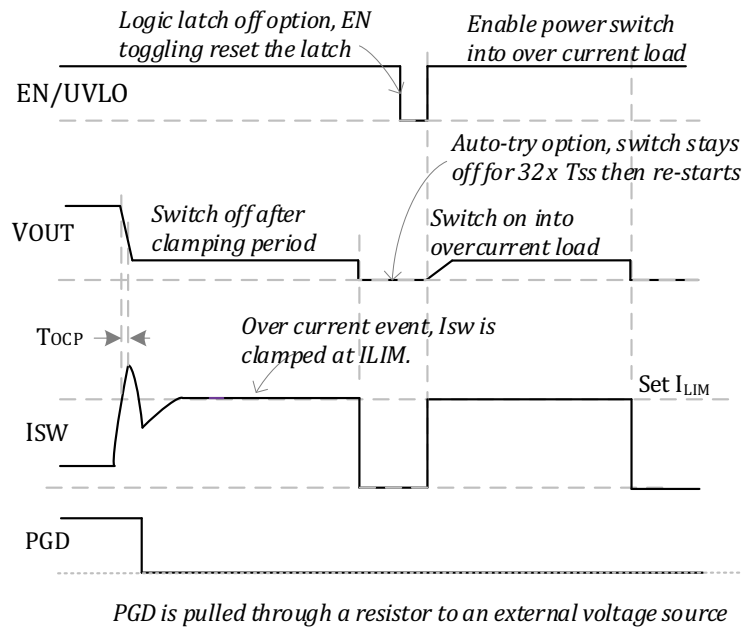 Logic latch off option, EN
toggling reset the latch
Enable power switch
into over current load
EN/UVLO
Auto-try option, switch stays
off for 32x Tss then re-starts
VOUT
Switch off after
clamping period
Switch on into
overcurrent load
TOCP
Over current event, Isw is
clamped at ILIM.
Set ILIM
ISW
PGD
PGD is pulled through a resistor to an external voltage source